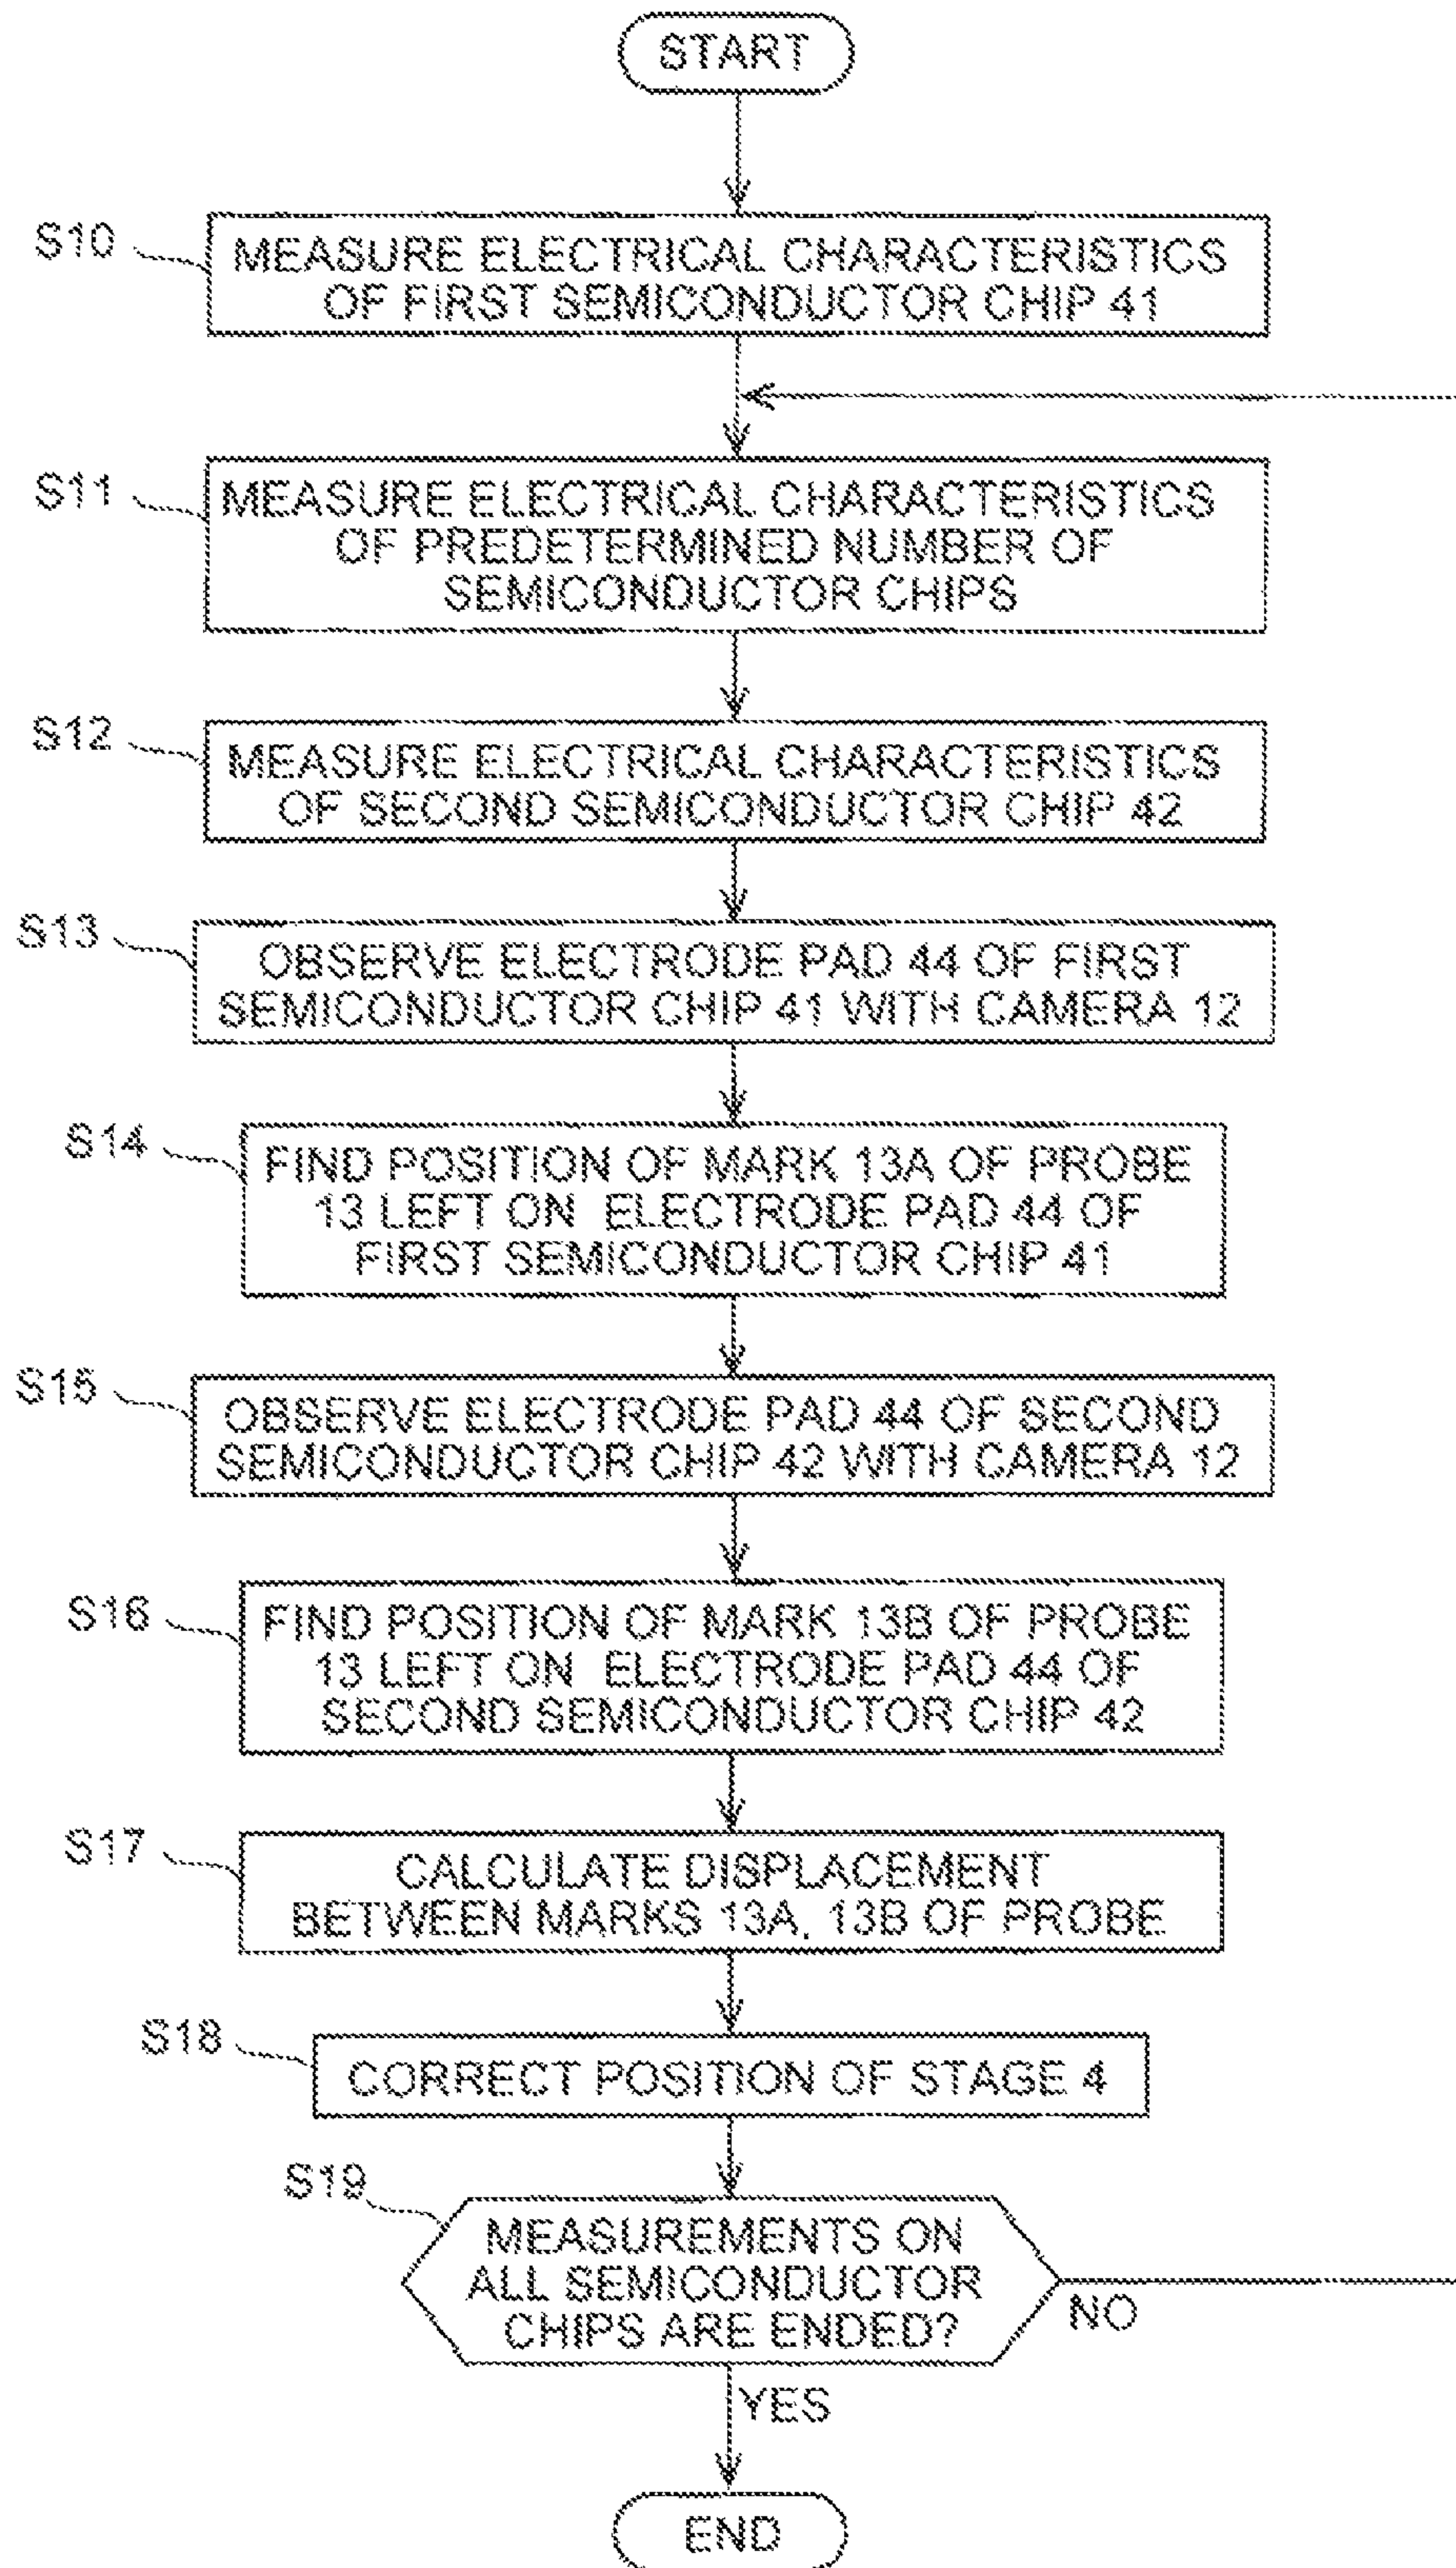 START
S10
MEASURE ELECTRICAL CHARACTERISTICS
OF FIRST SEMICONDUCTOR CHIP 41
S11
MEASURE ELECTRICAL CHARACTERISTICS
OF PREDETERMINED NUMBER OF
SEMICONDUCTOR CHIPS
S12
MEASURE ELECTRICAL CHARACTERISTICS
OF SECOND SEMICONDUCTOR CHIP 42
S13
OBSERVE ELECTRODE PAD 44 OF FIRST
SEMICONDUCTOR CHIP 41 WITH CAMERA 12
S14
FIND POSITION OF MARK 13A OF PROBE
13 LEFT ON ELECTRODE PAD 44 OF
FIRST SEMICONDUCTOR CHIP 41
S15
OBSERVE ELECTRODE PAD 44 OF SECOND
SEMICONDUCTOR CHIP 42 WITH CAMERA 12
S16
FIND POSITION OF MARK 13B OF PROBE
13 LEFT ON ELECTRODE PAD 44 OF
SECOND SEMICONDUCTOR CHIP 42
S17
CALCULATE DISPLACEMENT
BETWEEN MARKS 13A, 13B OF PROBE
S18
CORRECT POSITION OF STAGE 4
S19
MEASUREMENTS ON
ALL SEMICONDUCTOR
CHIPS ARE ENDED?
NO
YES
END